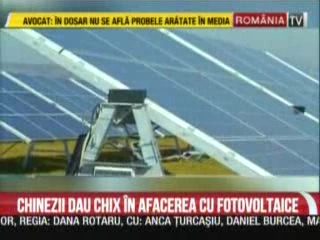 AVOCAT: ÎN DOSAR NU SE AFLĂ PROBELE ARĂTATE ÎN MEDIA
ROMÂNIA TV
CHINEZII DAU CHIX ÎN AFACEREA CU FOTOVOLTAICE
OR, REGIA: DANA ROTARU, CU: ANCA ŢURCAŞIU, DANIEL BURCEA, MA